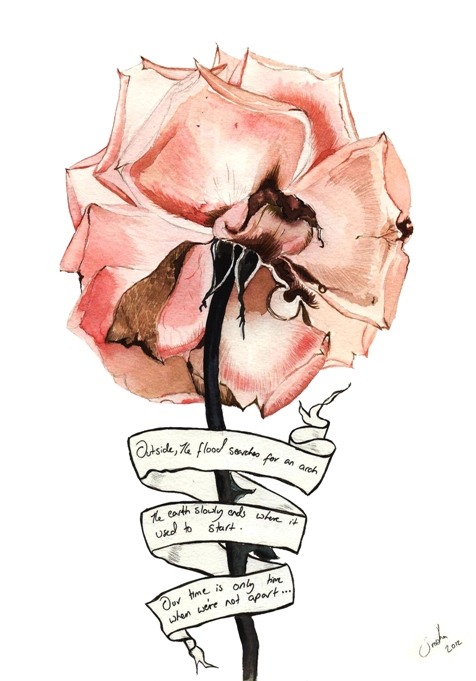 Outside, the flood searches for an arch
The earth slowly ends where it
used to start.
Our time is only time
when we're not apart...
2012